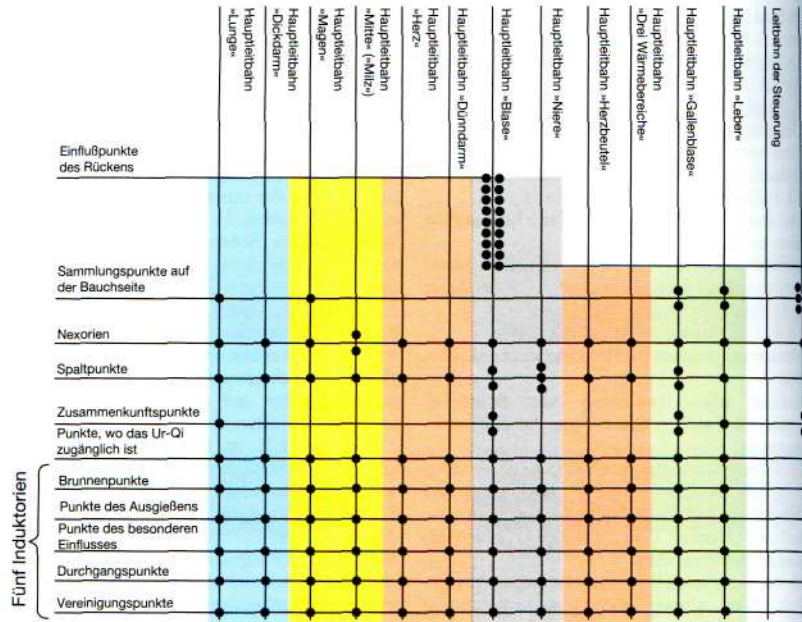 Hauptleitbahn
»Lunge«
Hauptleitbahn
»Dickdarm«
Hauptleitbahn
»Magen«
Hauptleitbahn
»Mitte« (»Milz«)
Hauptleitbahn
»Herz«
Hauptleitbahn »Dünndarm«
Hauptleitbahn »Blase«
Hauptleitbahn »Niere«
Hauptleitbahn »Herzbeutel«
Hauptleitbahn
»Drei Wärmebereiche«
Hauptleitbahn »Gallenblase«
Hauptleitbahn »Leber«
Leitbahn der Steuerung
Einflußpunkte
des Rückens
Sammlungspunkte auf
der Bauchseite
Nexorien
Spaltpunkte
Zusammenkunftspunkte
Punkte, wo das Ur-Qi
zugänglich ist
Fünf Induktorien
Brunnenpunkte
Punkte des Ausgießens
Punkte des besonderen
Einflusses
Durchgangspunkte
Vereinigungspunkte